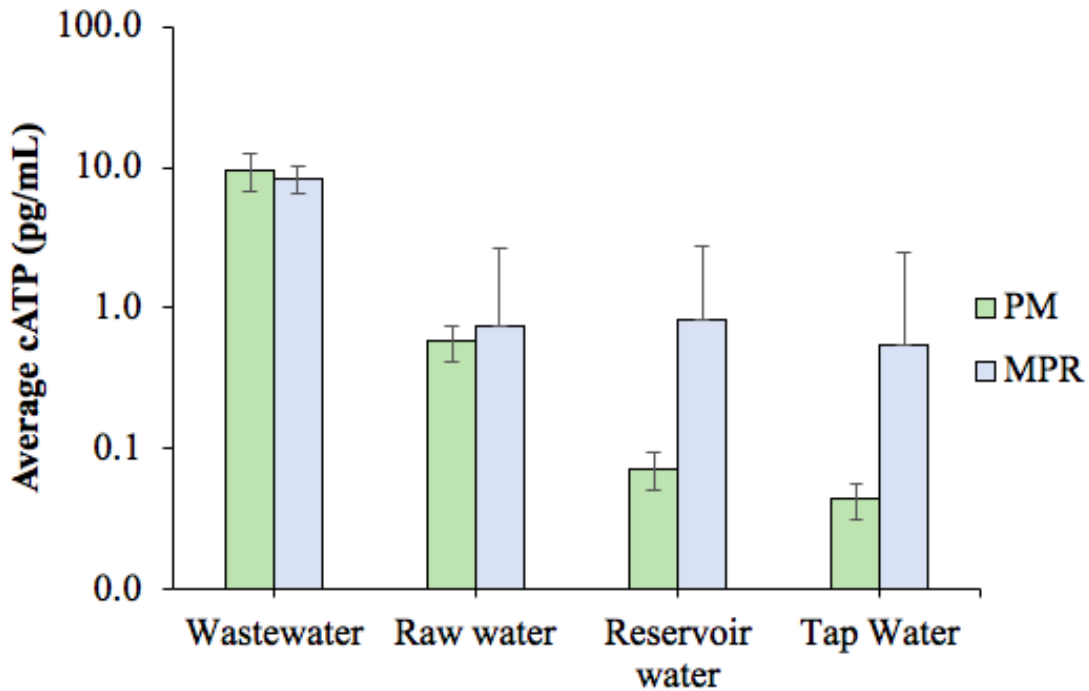 100.0
10.0
1.0
0.1
0.0
Average cATP (pg/mL)
Wastewater
Raw water
Reservoir
water
Tap Water
PM
MPR